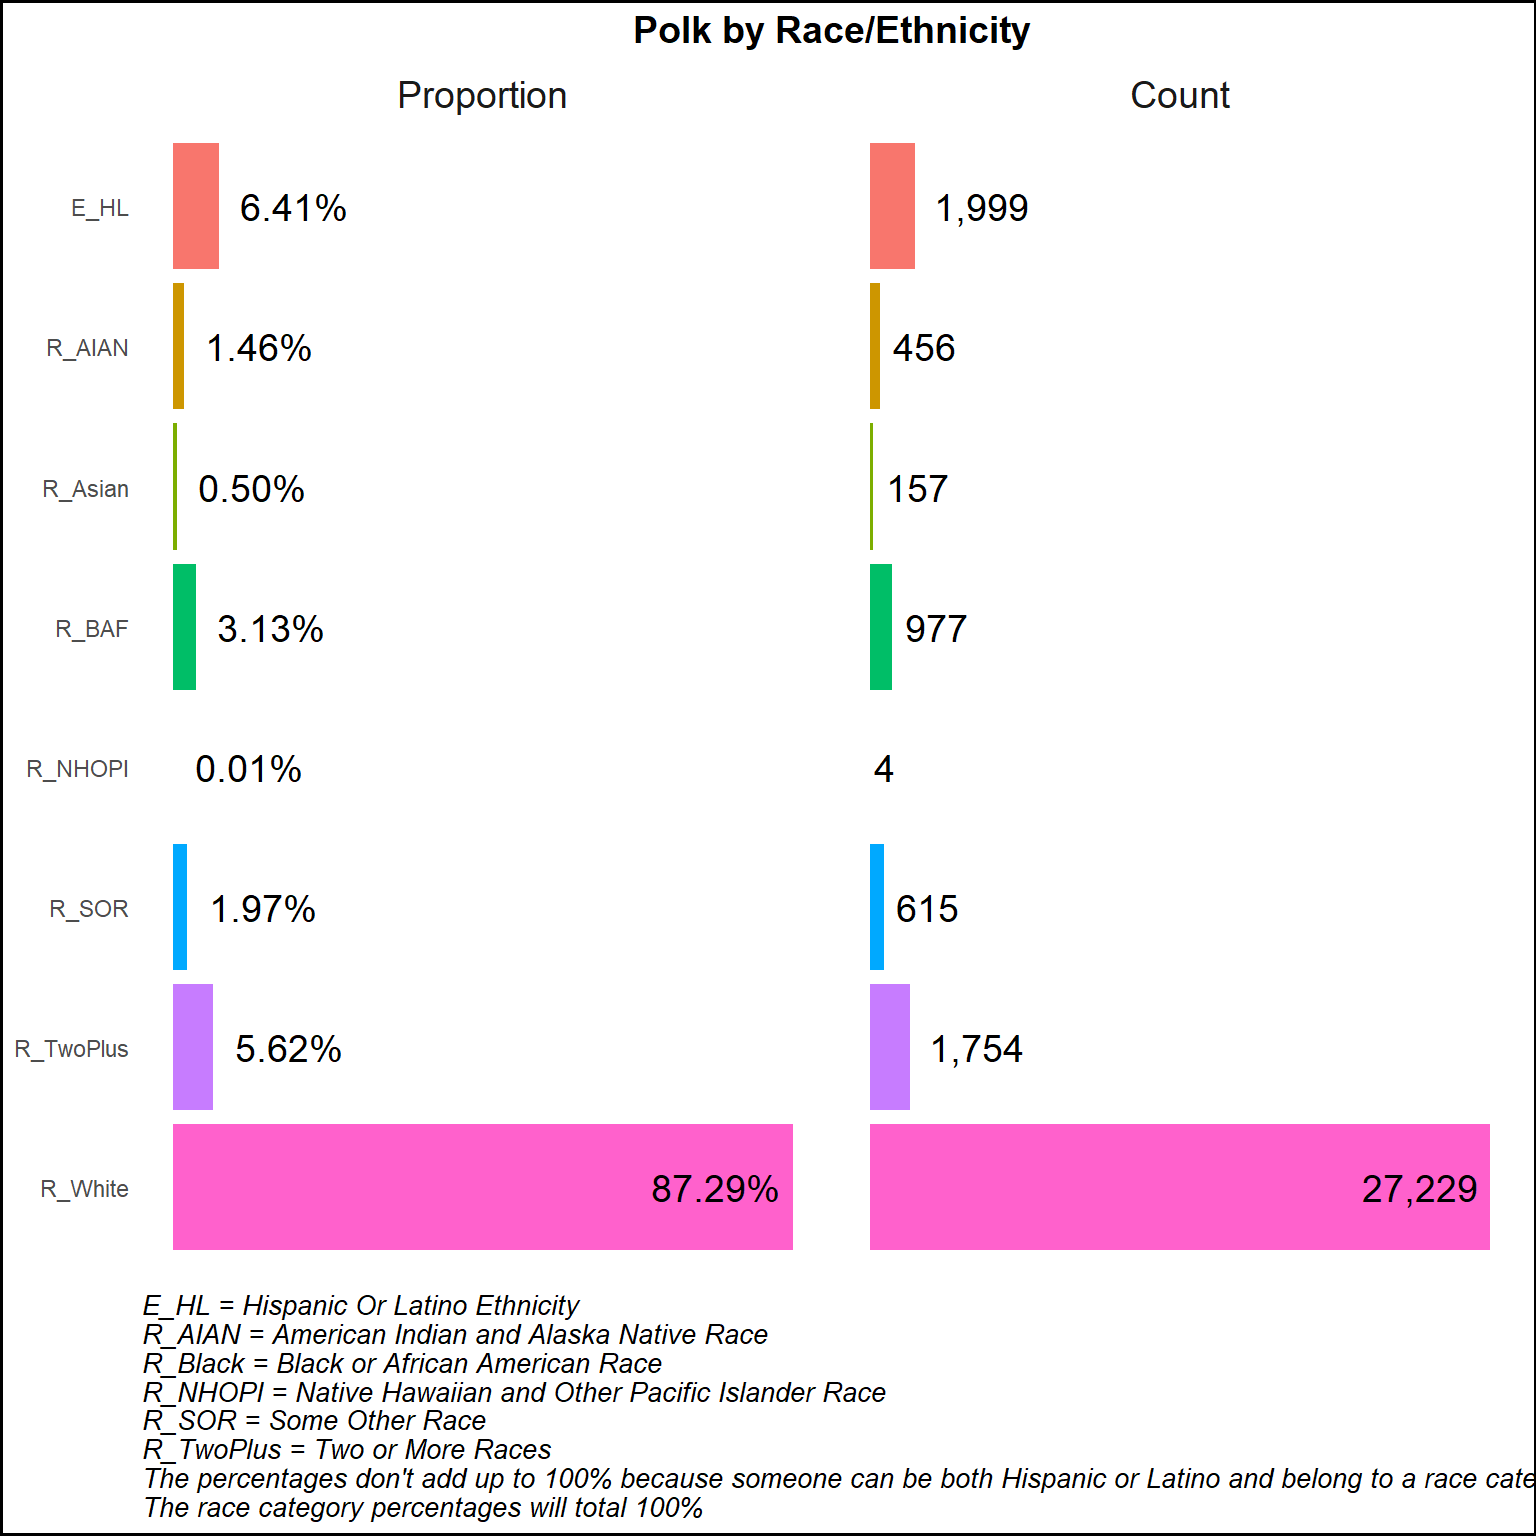 Polk by Race/Ethnicity
Proportion Count
E_HL 6.41% 1,999
R_AIAN 1.46% 456
R_Asian 0.50% 157
R_BAF 3.13% 977
R_NHOPI 0.01% 4
R_SOR 1.97% 615
R_TwoPlus 5.62% 1,754
R_White 87.29% 27,229
E_HL = Hispanic Or Latino Ethnicity
R_AIAN = American Indian and Alaska Native Race
R_Black = Black or African American Race
R_NHOPI = Native Hawaiian and Other Pacific Islander Race
R_SOR = Some Other Race
R_TwoPlus = Two or More Races
The percentages don't add up to 100% because someone can be both Hispanic or Latino and belong to a race cate
The race category percentages will total 100%